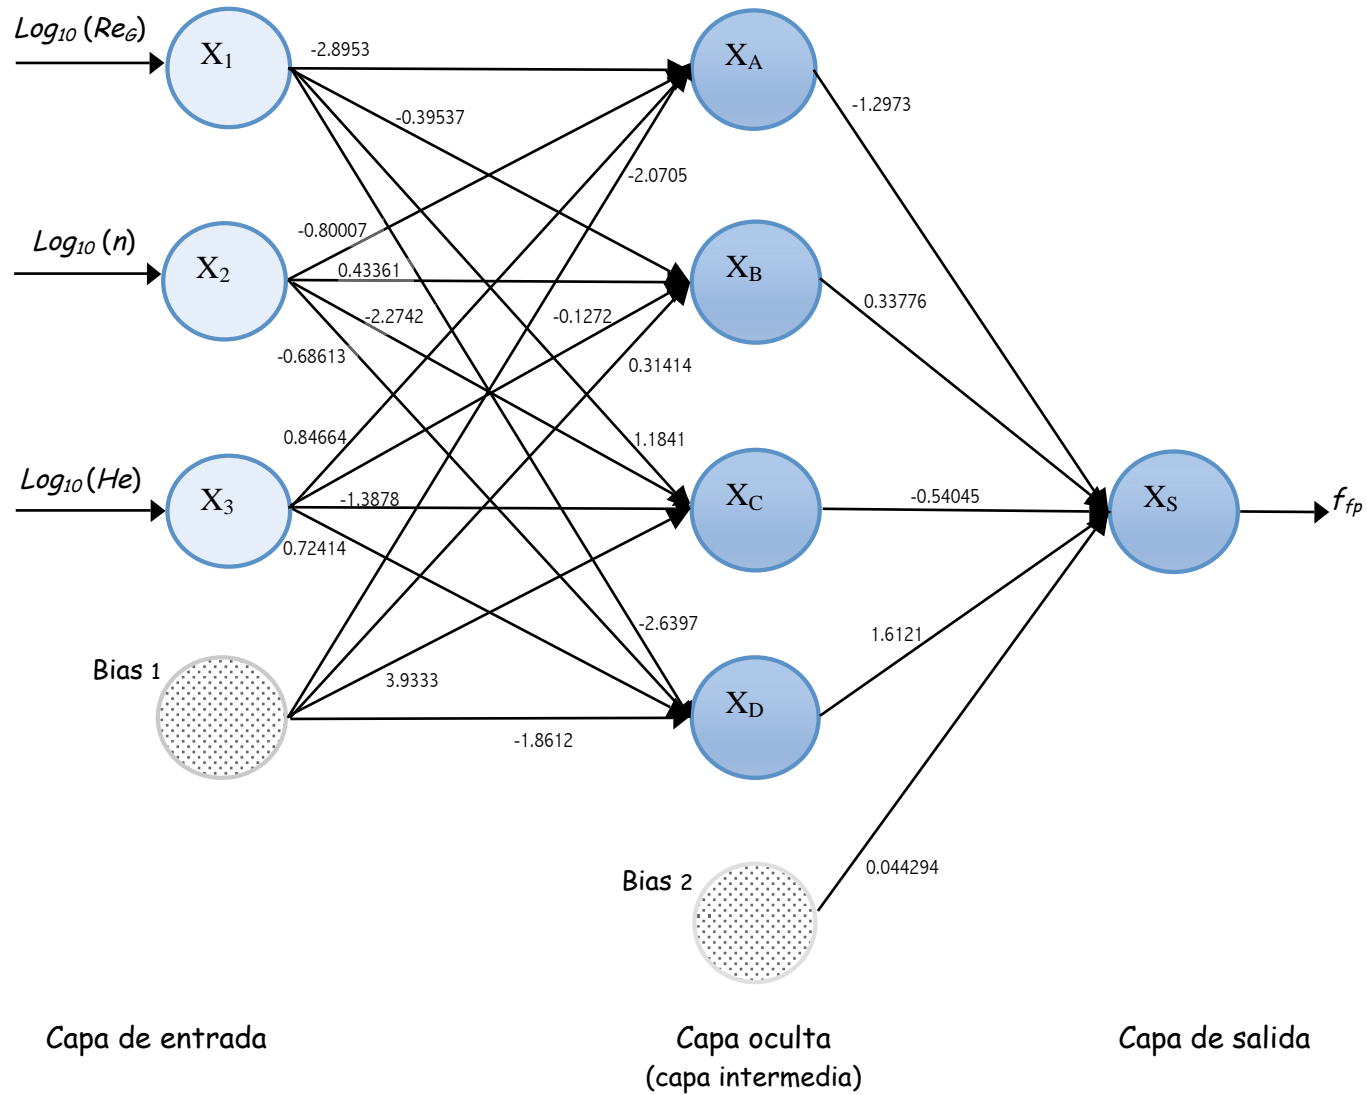 Log10 (ReG)
X1
-2.8953
XA
-1.2973
-0.39537
-2.0705
Log10 (n)
X2
-0.80007
0.43361
XB
0.33776
-2.2742
-0.1272
-0.68613
0.31414
0.84664
1.1841
Log10 (He)
X3
-1.3878
XC
-0.54045
XS
ffp
0.72414
-2.6397
1.6121
Bias 1
3.9333
XD
-1.8612
Bias 2
0.044294
Capa de entrada
Capa oculta
(capa intermedia)
Capa de salida